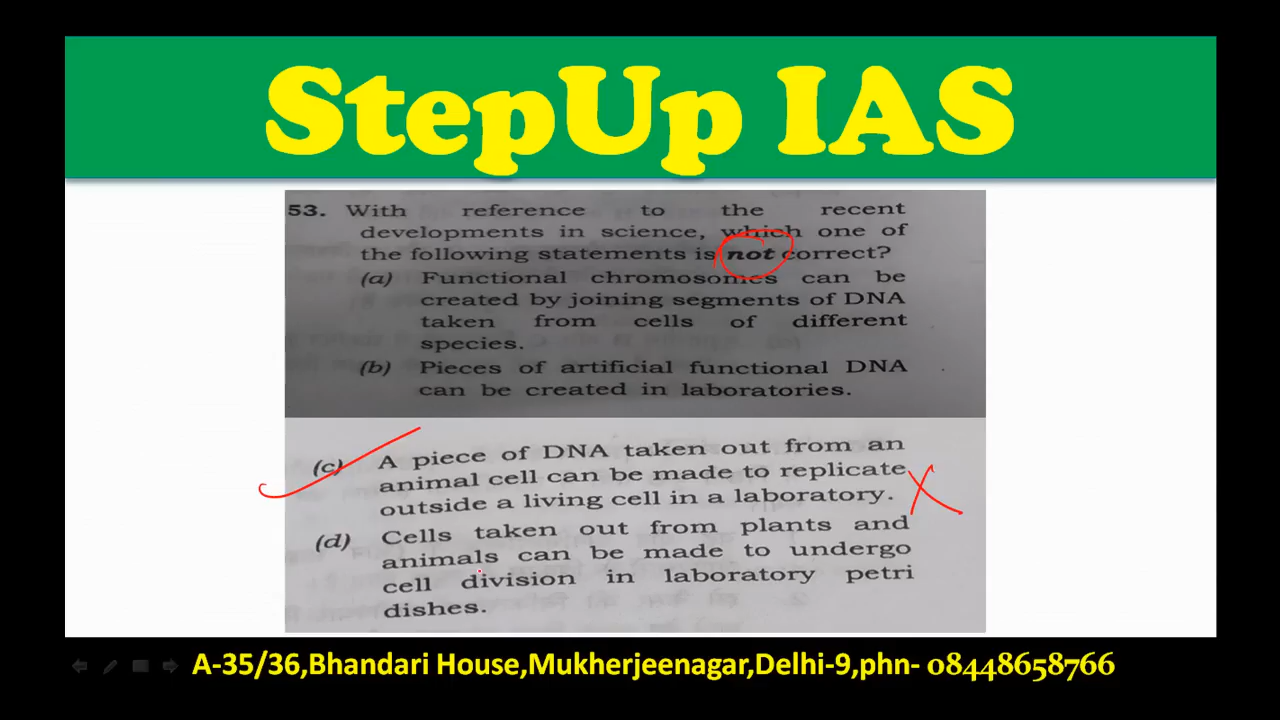 StepUp IAS
53. With reference to the recent
developments in science, which one of
the following statements is not correct?
(a) Functional chromosomes can be
created by joining segments of DNA
taken from cells of different
species.
(b) Pieces of artificial functional DNA
can be created in laboratories.
(c) A piece of DNA taken out from an
animal cell can be made to replicate
outside a living cell in a laboratory.
(d) Cells taken out from plants and
animals can be made to undergo
cell division in laboratory petri
dishes.
A-35/36,Bhandari House,Mukherjeenagar,Delhi-9,phn- 08448658766